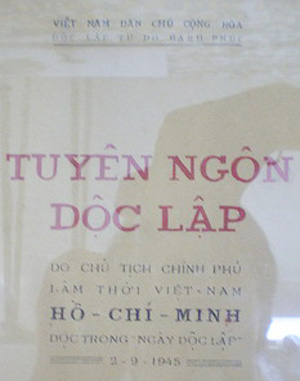 VIỆT NAM DÂN CHỦ CỘNG HÒA
ĐỘC LẬP TỰ DO HẠNH PHÚC
TUYÊN NGÔN
ĐỘC LẬP
DO CHỦ TỊCH CHÍNH PHỦ
LÂM THỜI VIỆT-NAM
HỒ-CHÍ-MINH
ĐỌC TRONG "NGÀY ĐỘC LẬP"
2-9-1945